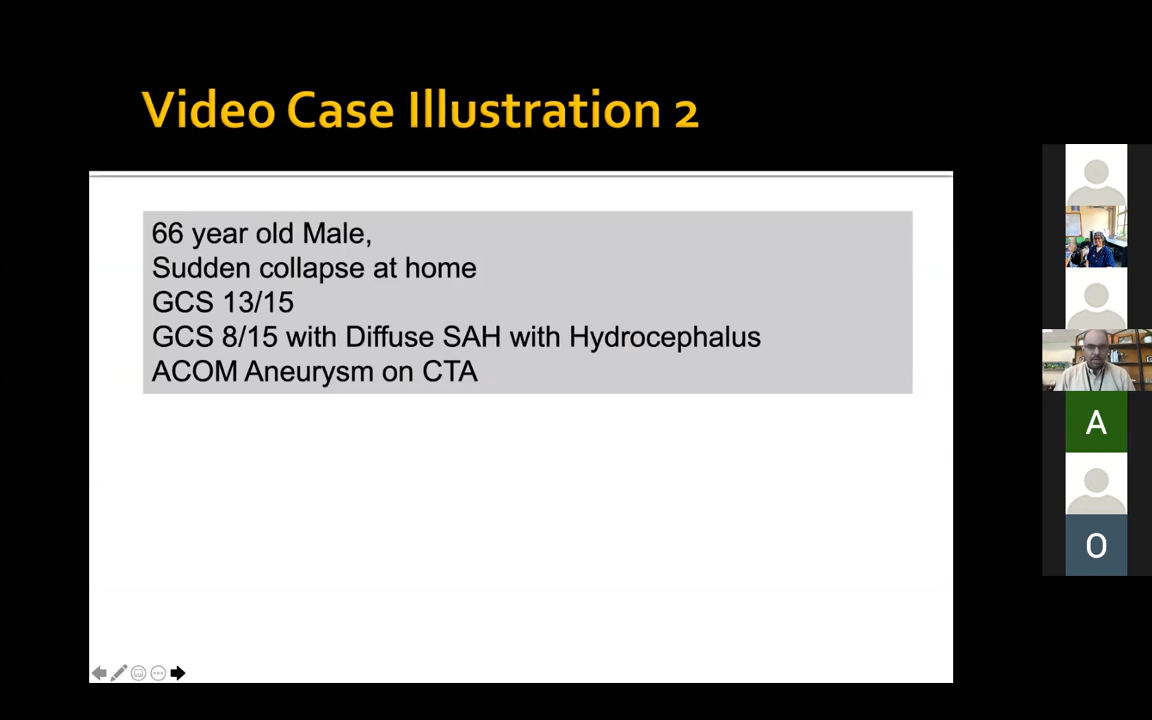 Video Case Illustration 2
66 year old Male,
Sudden collapse at home
GCS 13/15
GCS 8/15 with Diffuse SAH with Hydrocephalus
ACOM Aneurysm on CTA
A
O